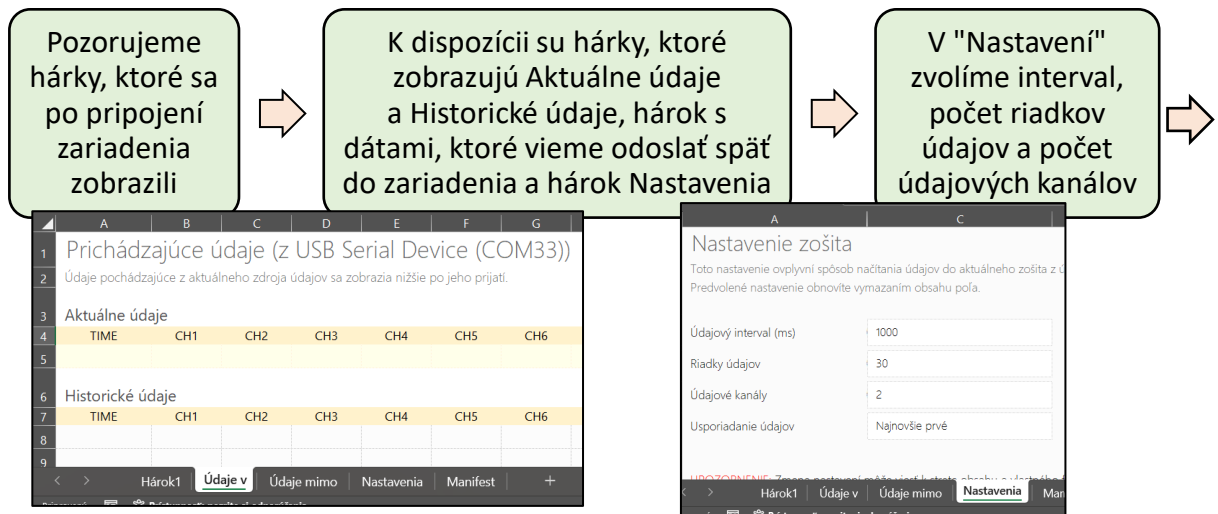 Pozorujeme
hárky, ktoré sa
po pripojení
zariadenia
zobrazili
K dispozícii su hárky, ktoré
zobrazujú Aktuálne údaje
a Historické údaje, hárok s
dátami, ktoré vieme odoslať späť
do zariadenia a hárok Nastavenia
V "Nastavení"
zvolíme interval,
počet riadkov
údajov a počet
údajových kanálov
A B C D E F G
1 Prichádzajúce údaje (z USB Serial Device (COM33))
2 Údaje pochádzajúce z aktuálneho zdroja údajov sa zobrazia nižšie po jeho prijatí.
3 Aktuálne údaje
4 TIME CH1 CH2 CH3 CH4 CH5 CH6
5
6 Historické údaje
7 TIME CH1 CH2 CH3 CH4 CH5 CH6
8
9
Hárok1 Údaje v Údaje mimo Nastavenia Manifest +
A C
Nastavenie zošita
Toto nastavenie ovplyvní spôsob načítania údajov do aktuálneho zošita z ú
Predvolené nastavenie obnovíte vymazaním obsahu poľa.
Údajový interval (ms) 1000
Riadky údajov 30
Údajové kanály 2
Usporiadanie údajov Najnovšie prvé
Hárok1 Údaje v Údaje mimo Nastavenia Man